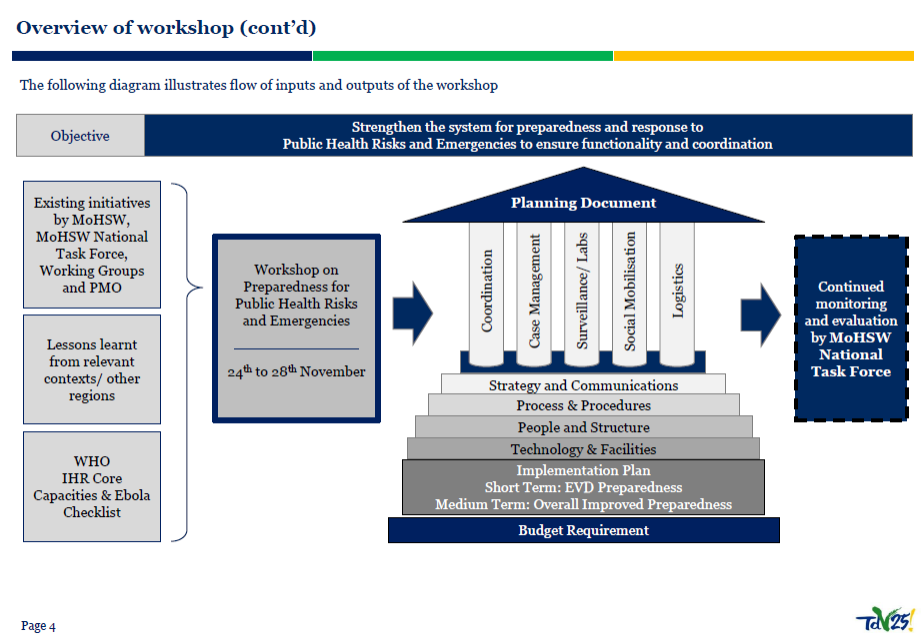 Overview of workshop (cont’d)
The following diagram illustrates flow of inputs and outputs of the workshop
Objective
Strengthen the system for preparedness and response to
Public Health Risks and Emergencies to ensure functionality and coordination
Existing initiatives
by MoHSW,
MoHSW National
Task Force,
Working Groups
and PMO
Lessons learnt
from relevant
contexts/ other
regions
WHO
IHR Core
Capacities & Ebola
Checklist
Workshop on
Preparedness for
Public Health Risks
and Emergencies
24th to 28th November
Planning Document
Coordination
Case Management
Surveillance/ Labs
Social Mobilisation
Logistics
Strategy and Communications
Process & Procedures
People and Structure
Technology & Facilities
Implementation Plan
Short Term: EVD Preparedness
Medium Term: Overall Improved Preparedness
Budget Requirement
Continued
monitoring
and evaluation
by MoHSW
National
Task Force
Page 4
TdV25!